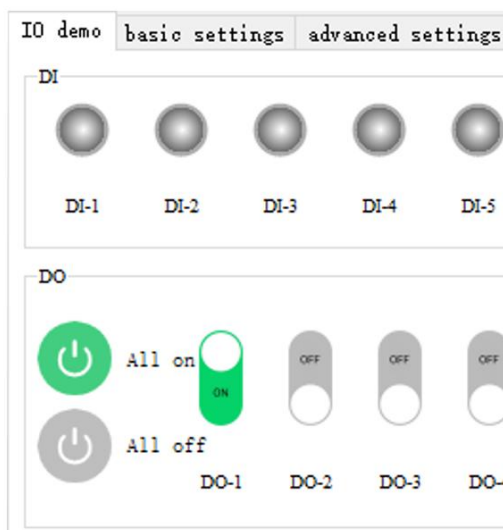 IO demo basic settings advanced settings
DI
DI-1 DI-2 DI-3 DI-4 DI-5
DO
All on
OFF OFF OFF
ON
All off
DO-1 DO-2 DO-3